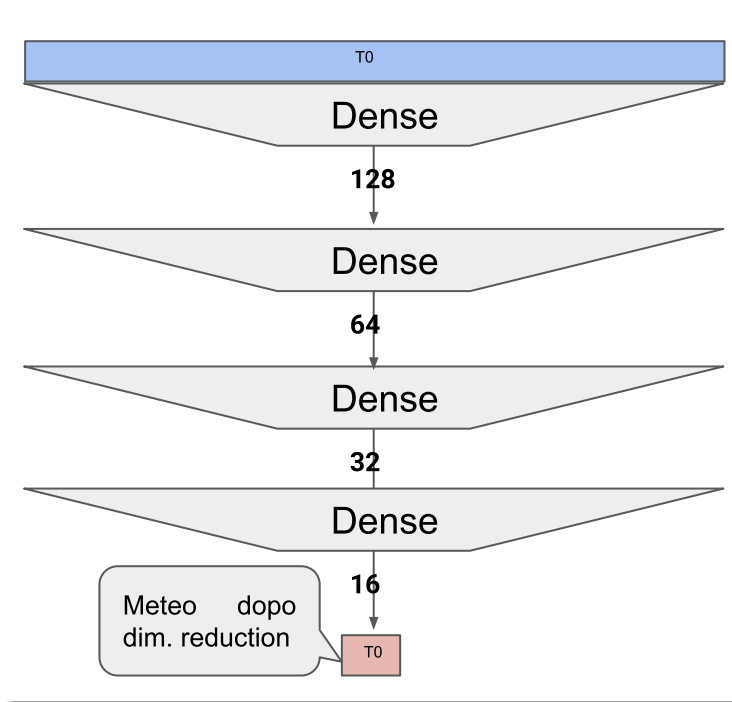 T0
Dense
128
Dense
64
Dense
32
Dense
16
Meteo dopo
dim. reduction
T0